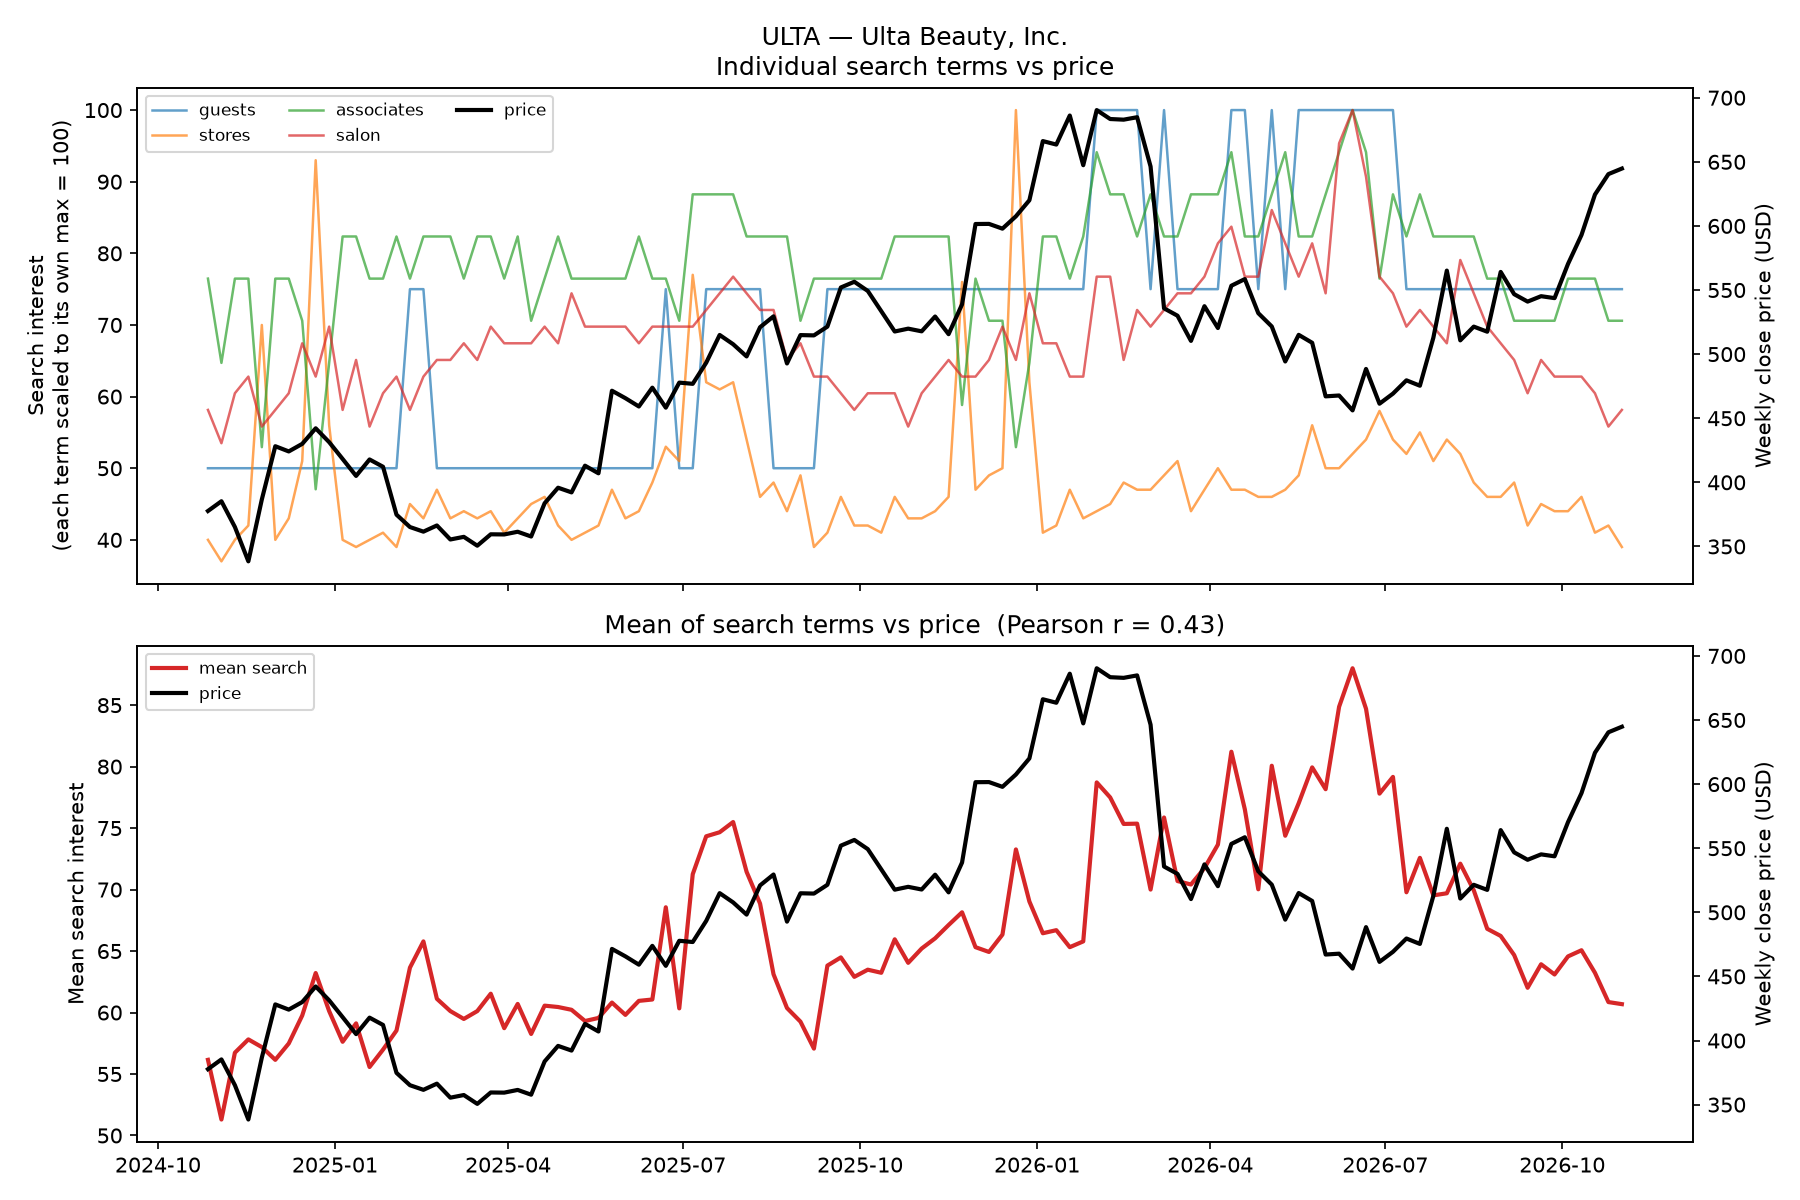 ULTA — Ulta Beauty, Inc.
Individual search terms vs price
guests
stores
associates
salon
price
Search interest
(each term scaled to its own max = 100)
100
90
80
70
60
50
40
Weekly close price (USD)
700
650
600
550
500
450
400
350
Mean of search terms vs price (Pearson r = 0.43)
mean search
price
Mean search interest
85
80
75
70
65
60
55
50
Weekly close price (USD)
700
650
600
550
500
450
400
350
2024-10
2025-01
2025-04
2025-07
2025-10
2026-01
2026-04
2026-07
2026-10